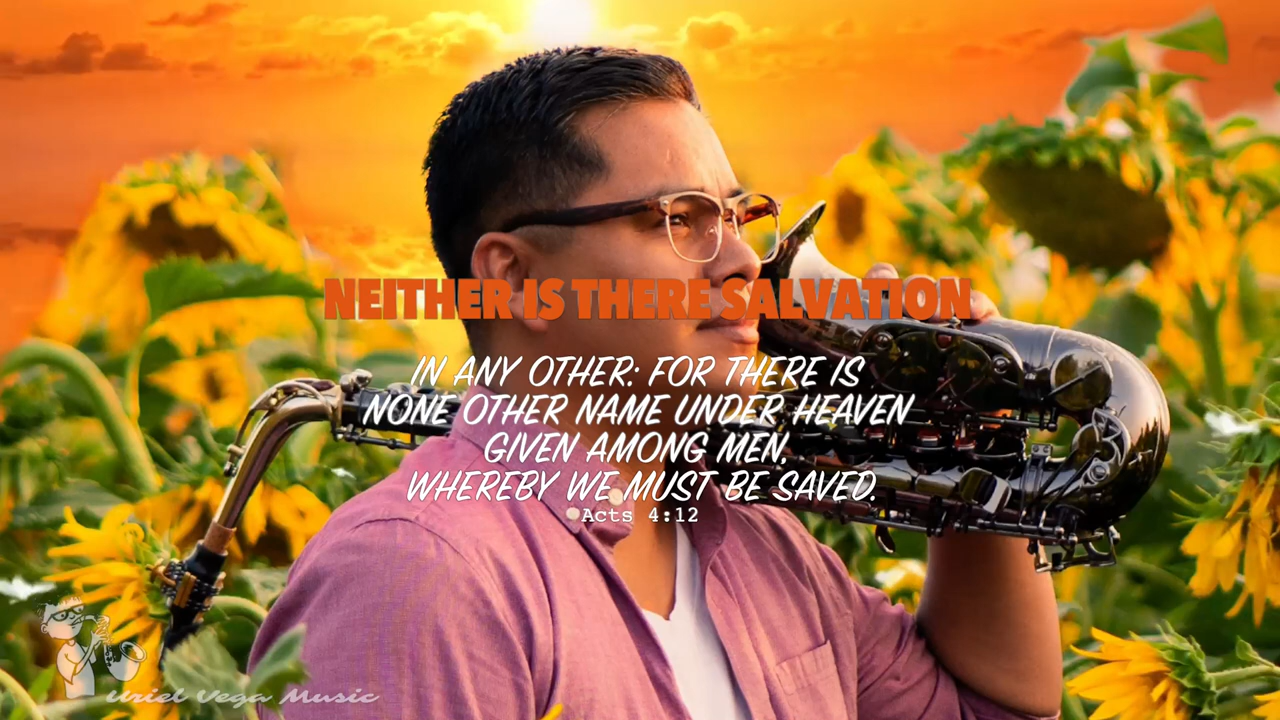 NEITHER IS THERE SALVATION
IN ANY OTHER: FOR THERE IS
NONE OTHER NAME UNDER HEAVEN
GIVEN AMONG MEN,
WHEREBY WE MUST BE SAVED.
Acts 4:12
Uriel Vega Music